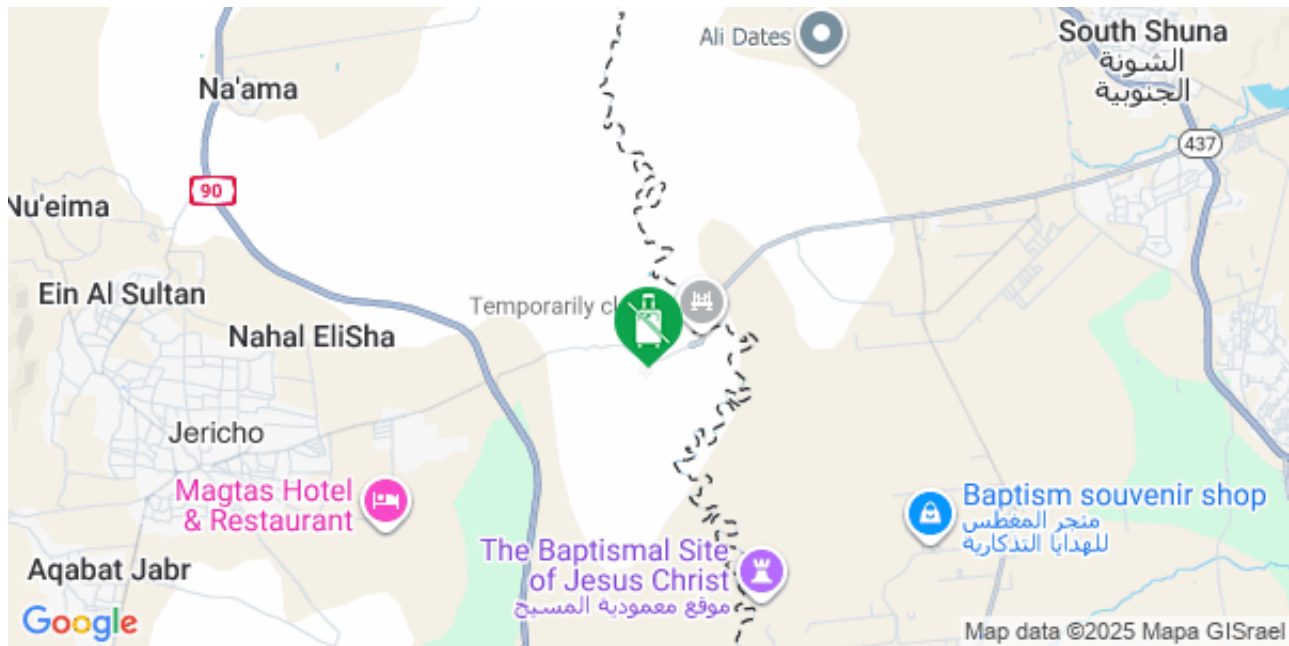 Ali Dates
South Shuna
الشونة
الجنوبية
Na'ama
437
90
Nu'eima
Ein Al Sultan
Temporarily
Nahal EliSha
Jericho
Magtas Hotel
& Restaurant
Baptism souvenir shop
متجر المغطس
للهدايا التذكارية
The Baptismal Site
of Jesus Christ
موقع معمودية المسيح
Aqabat Jabr
Google
Map data ©2025 Mapa GISrael